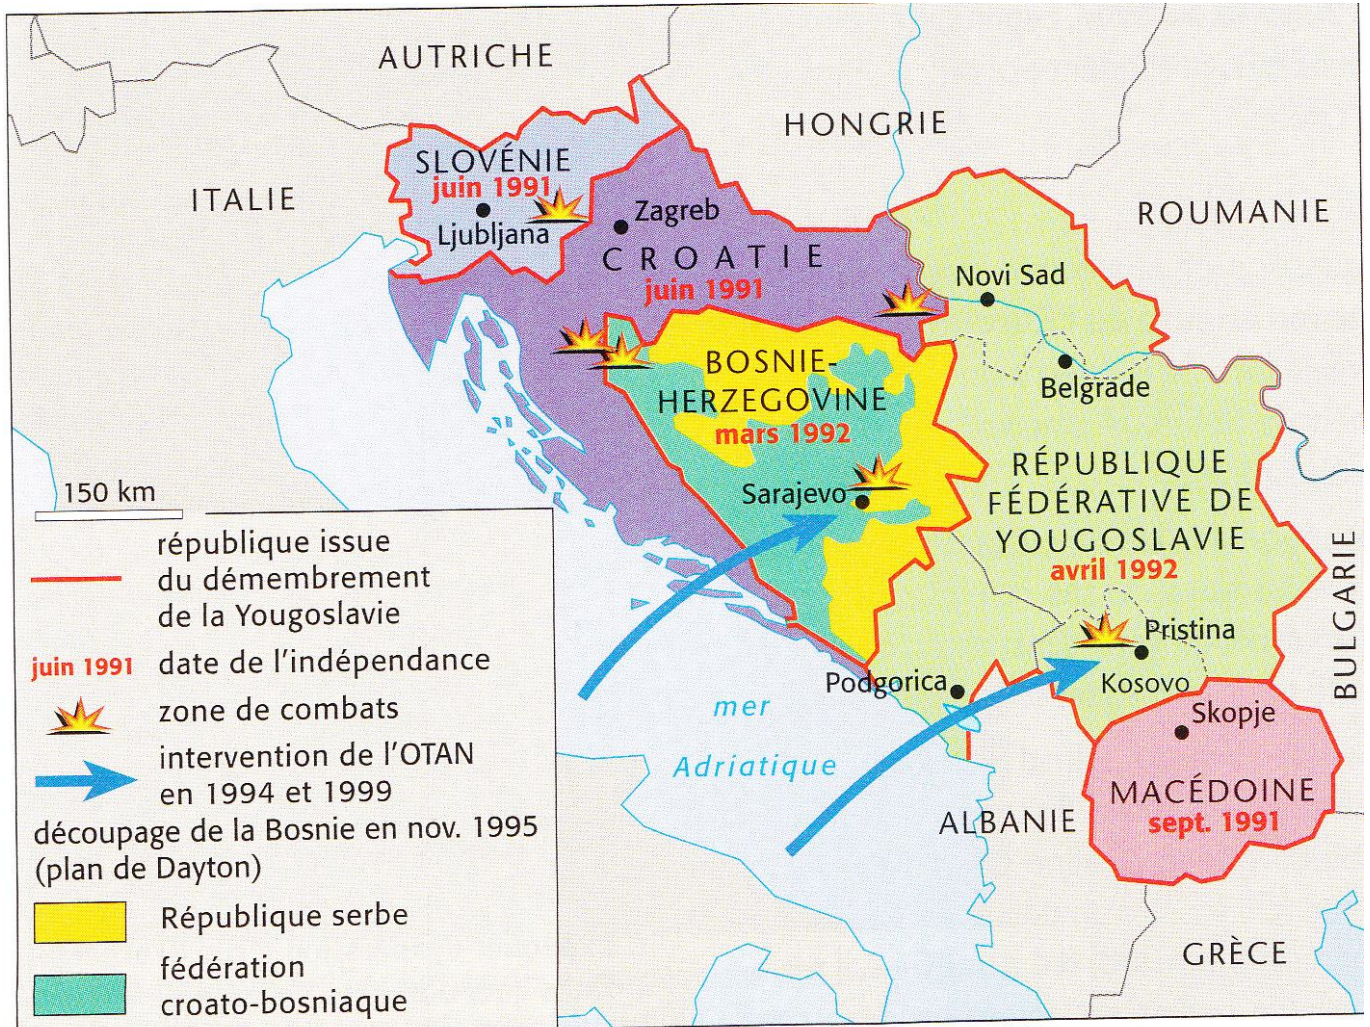 AUTRICHE
HONGRIE
SLOVÉNIE
juin 1991
ITALIE
Ljubljana
Zagreb
ROUMANIE
CROATIE
juin 1991
Novi Sad
BOSNIE-
HERZEGOVINE
mars 1992
Belgrade
Sarajevo
RÉPUBLIQUE
FÉDÉRATIVE DE
YOUGOSLAVIE
avril 1992
BULGARIE
Pristina
Kosovo
Podgorica
Skopje
mer
Adriatique
MACÉDOINE
sept. 1991
ALBANIE
GRÈCE
150 km
république issue
du démembrement
de la Yougoslavie
juin 1991 date de l'indépendance
zone de combats
intervention de l'OTAN
en 1994 et 1999
découpage de la Bosnie en nov. 1995
(plan de Dayton)
République serbe
fédération
croato-bosniaque